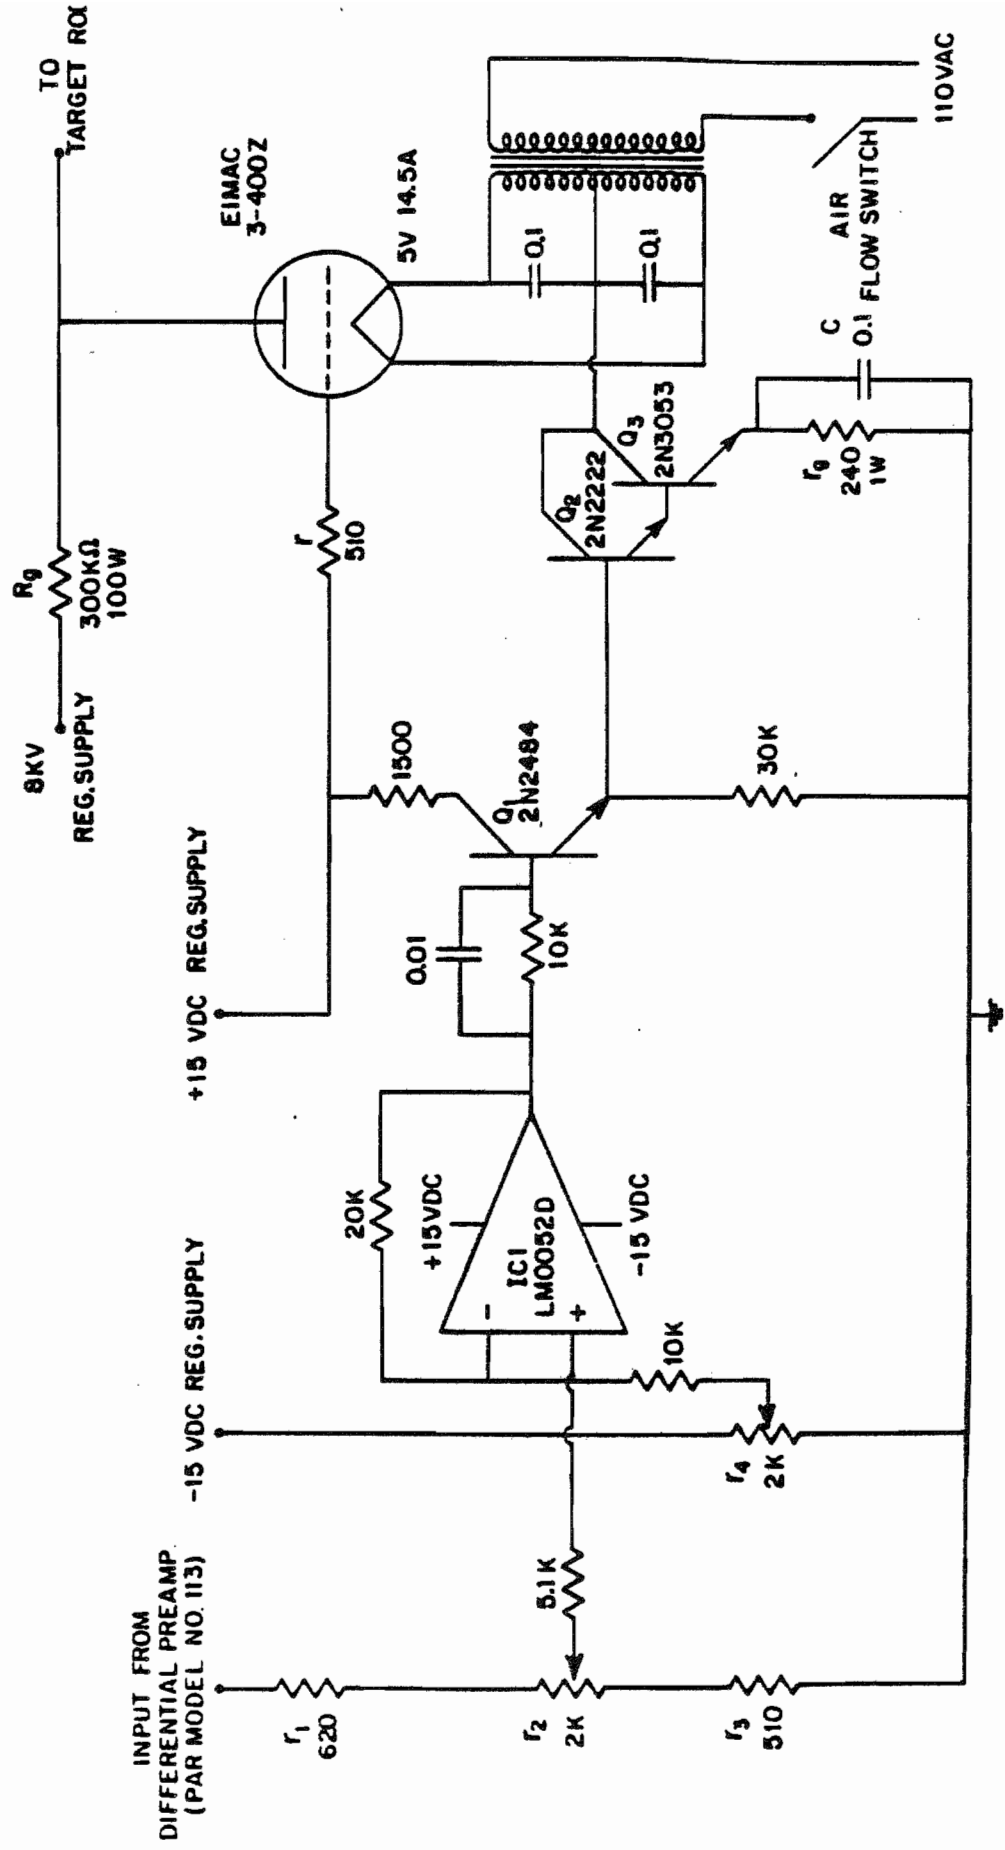 INPUT FROM
DIFFERENTIAL PREAMP.
(PAR MODEL NO. 113)
-15 VDC REG. SUPPLY
+15 VDC REG. SUPPLY
8KV
REG. SUPPLY
Rg
300KΩ
100W
TO
TARGET
EIMAC
3-400Z
5V 14.5A
r
510
1500
20K
+15VDC
IC1
LM0052D
-
+
-15 VDC
0.01
10K
Q1
2N2484
Q2
2N2222
Q3
2N3053
0.1
0.1
110VAC
AIR
FLOW SWITCH
C
0.1
rg
240
1W
30K
10K
r4
2K
5.1K
r1
620
r2
2K
r3
510